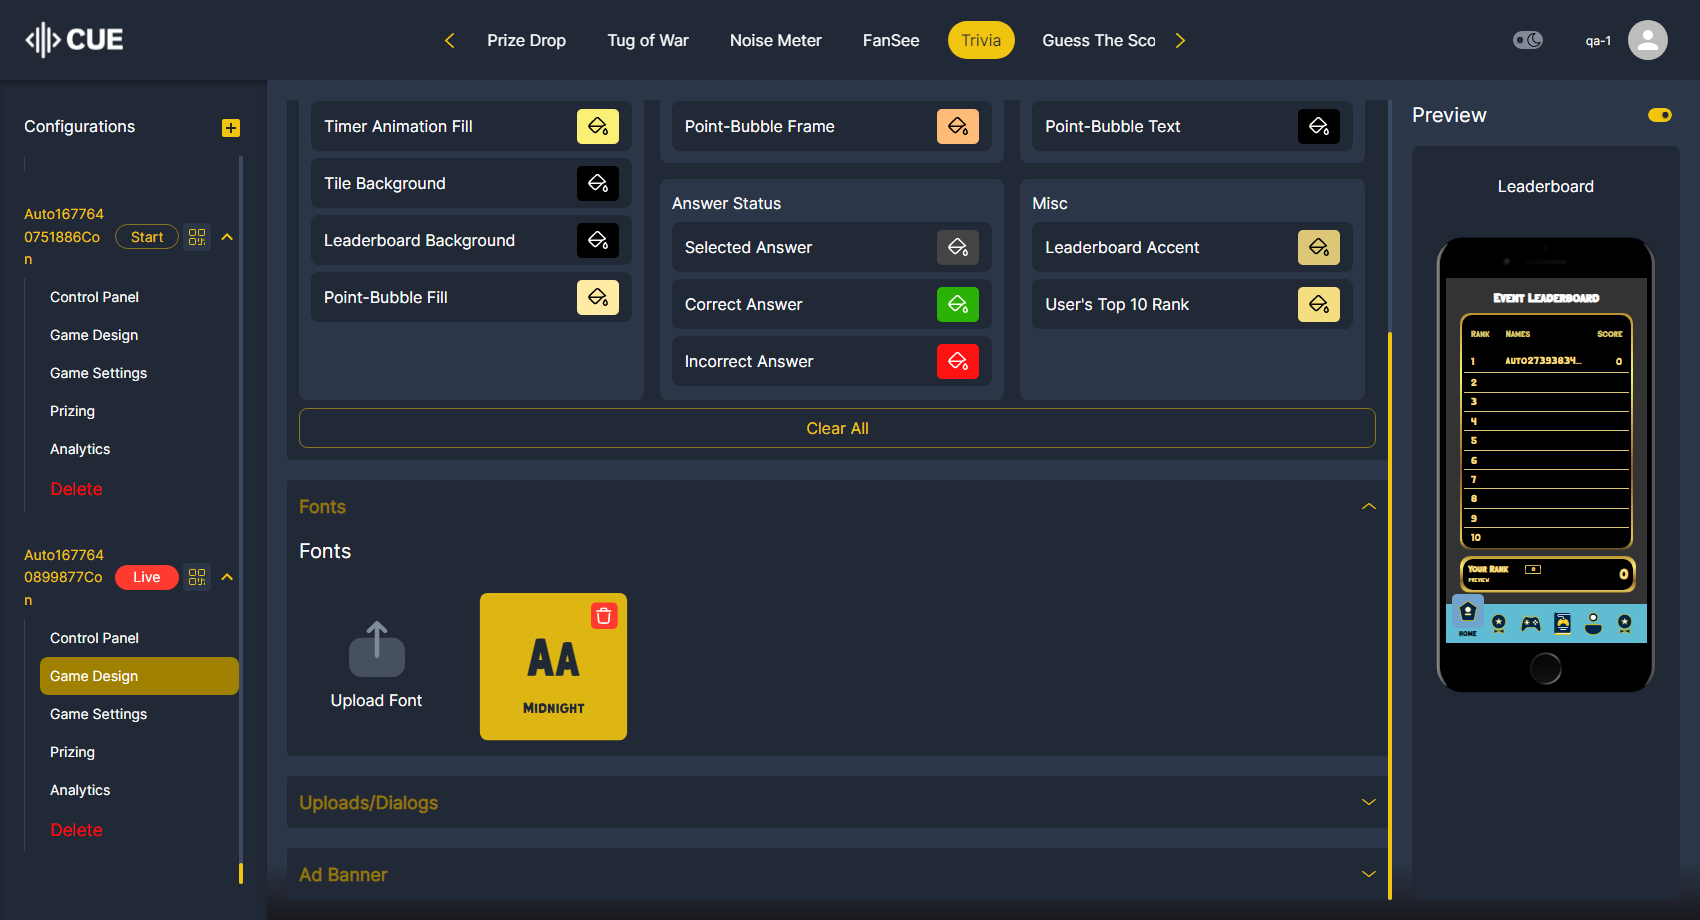 CUE
Prize Drop
Tug of War
Noise Meter
FanSee
Trivia
Guess The Sco
qa-1
Configurations
Auto167764
0751886Co
n
Start
Control Panel
Game Design
Game Settings
Prizing
Analytics
Delete
Auto167764
0899877Co
n
Live
Control Panel
Game Design
Game Settings
Prizing
Analytics
Delete
Timer Animation Fill
Tile Background
Leaderboard Background
Point-Bubble Fill
Point-Bubble Frame
Answer Status
Selected Answer
Correct Answer
Incorrect Answer
Point-Bubble Text
Misc
Leaderboard Accent
User's Top 10 Rank
Clear All
Fonts
Fonts
Upload Font
AA
MIDNIGHT
Uploads/Dialogs
Ad Banner
Preview
Leaderboard
EVENT LEADERBOARD
RANK NAMES SCORE
1 AUTO27393834... 0
2
3
4
5
6
7
8
9
10
YOUR RANK
PREVIEW
0
0
HOME